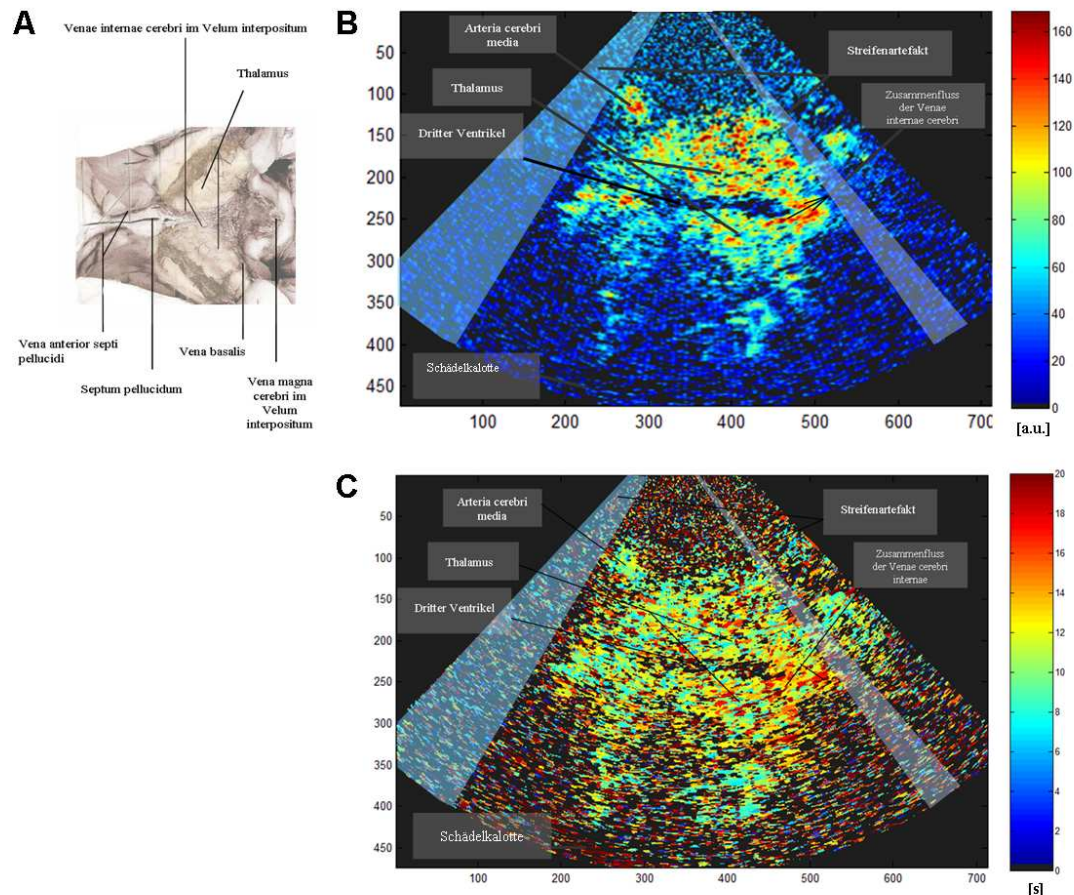 A
Venae internae cerebri im Velum interpositum
Thalamus
Vena anterior septi
pellucidi
Septum pellucidum
Vena basalis
Vena magna
cerebri im
Velum
interpositum
B
Arteria cerebri
media
Thalamus
Dritter Ventrikel
Schädelkalotte
Streifenartefakt
Zusammenfluss
der Venae
internae cerebri
50
100
150
200
250
300
350
400
450
100
200
300
400
500
600
700
160
140
120
100
80
60
40
20
0
[a.u.]
C
Arteria cerebri
media
Thalamus
Dritter Ventrikel
Schädelkalotte
Streifenartefakt
Zusammenfluss
der Venae cerebri
internae
50
100
150
200
250
300
350
400
450
100
200
300
400
500
600
700
20
18
16
14
12
10
8
6
4
2
0
[s]